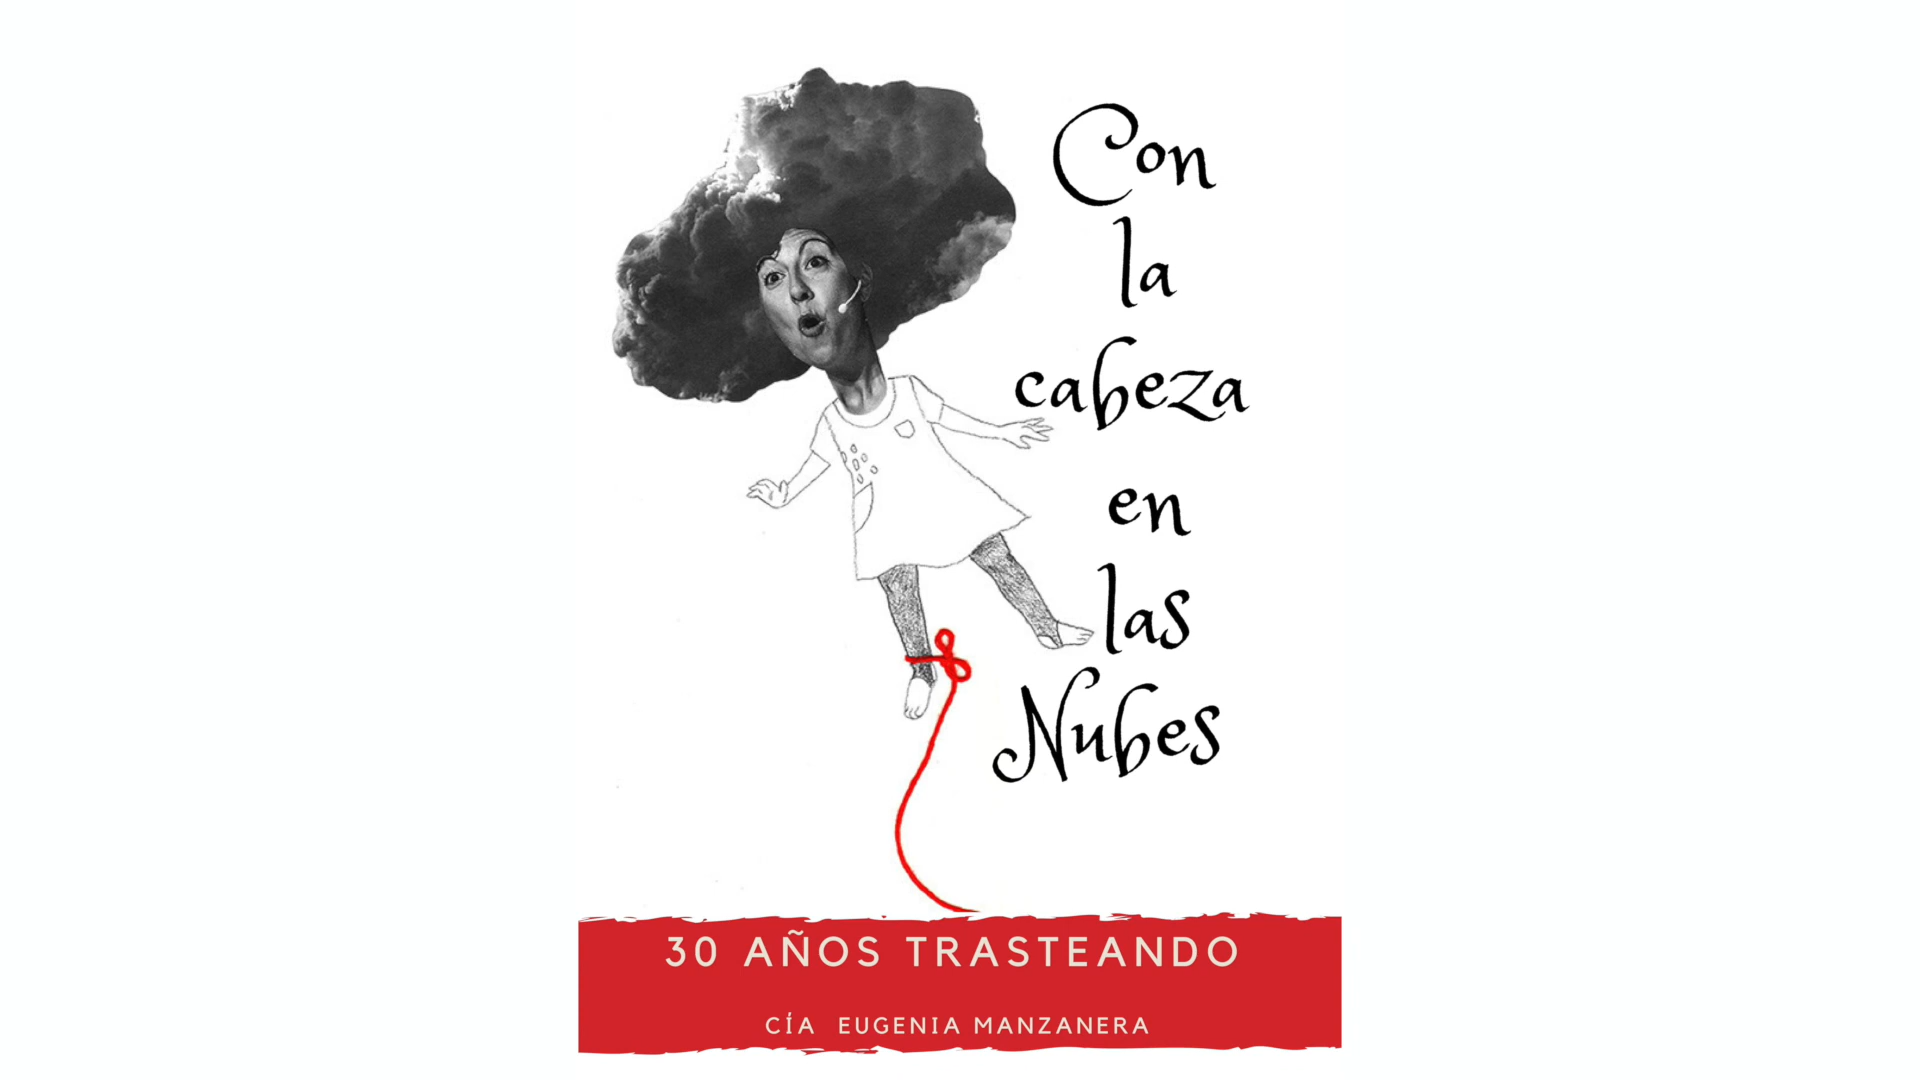 Con
la
cabeza
en
las
Nubes
30 AÑOS TRASTEANDO
CÍA EUGENIA MANZANERA